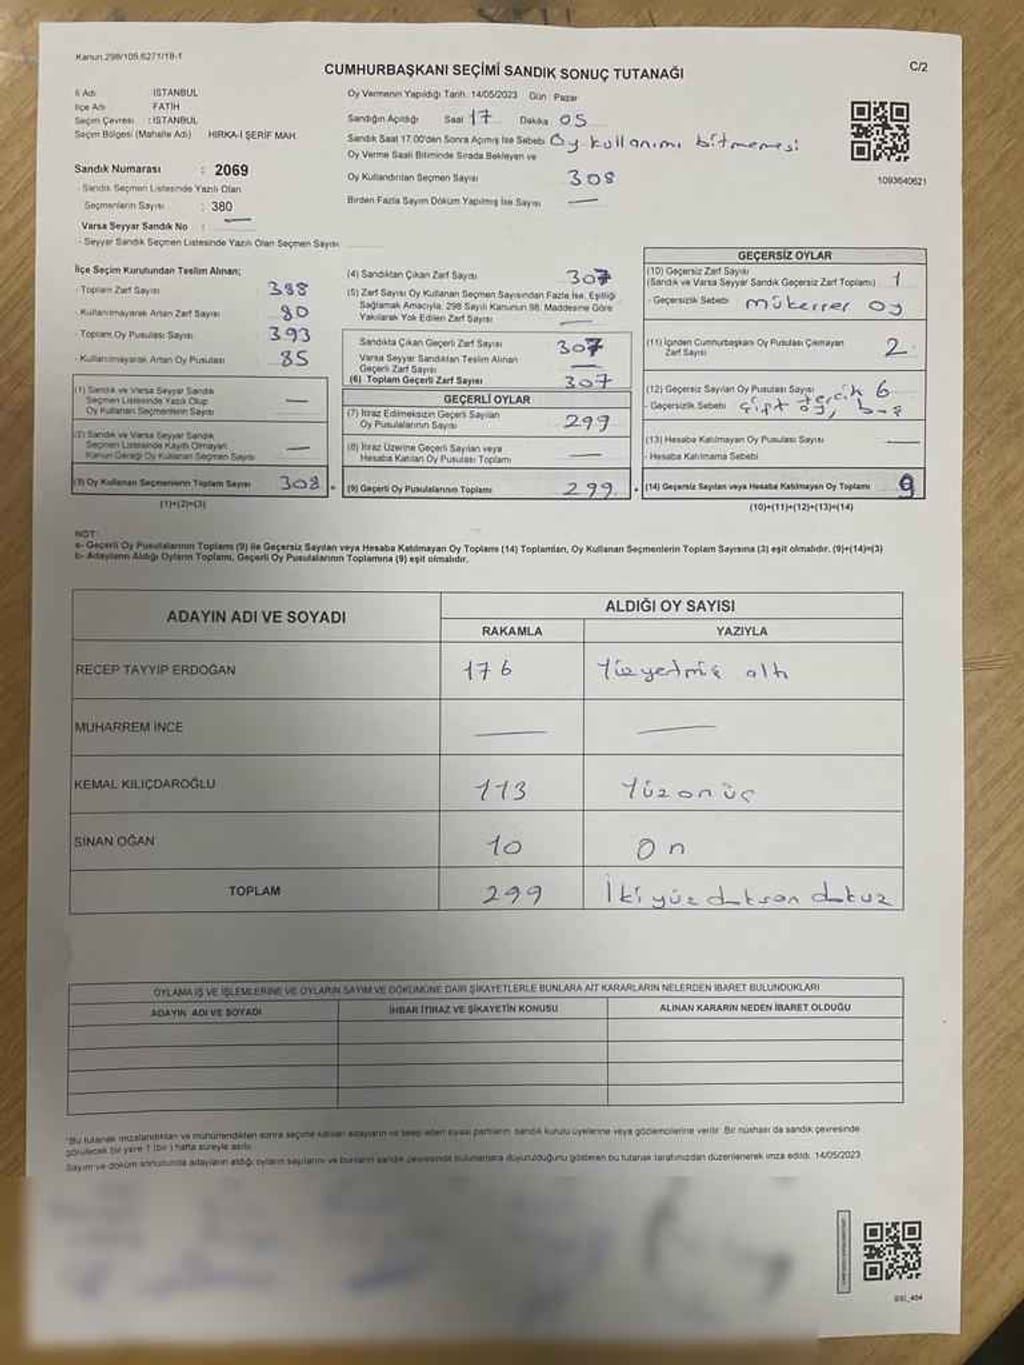 Kanun.298/105.6271/18-1
CUMHURBAŞKANI SEÇİMİ SANDIK SONUÇ TUTANAĞI
C/2
İl Adı : İSTANBUL
İlçe Adı : FATİH
Seçim Çevresi : İSTANBUL
Seçim Bölgesi (Mahalle Adı) HIRKA-İ ŞERİF MAH.
Sandık Numarası : 2069
- Sandık Seçmen Listesinde Yazılı Olan
Seçmenlerin Sayısı : 380
Varsa Seyyar Sandık No : —
- Seyyar Sandık Seçmen Listesinde Yazılı Olan Seçmen Sayısı
Oy Vermenin Yapıldığı Tarih: 14/05/2023 Gün : Pazar
Sandığın Açıldığı Saat 17 Dakika 05
Sandık Saat 17.00'den Sonra Açılmış İse Sebebi Oy kullanımı bitmemesi
Oy Verme Saati Bitiminde Sırada Bekleyen ve
Oy Kullandırılan Seçmen Sayısı 308
Birden Fazla Sayım Döküm Yapılmış İse Sayısı —
1093640621
İlçe Seçim Kurulundan Teslim Alınan;
- Toplam Zarf Sayısı 388
- Kullanılmayarak Artan Zarf Sayısı 80
- Toplam Oy Pusulası Sayısı 393
- Kullanılmayarak Artan Oy Pusulası 85
(1) Sandık ve Varsa Seyyar Sandık
Seçmen Listesinde Yazılı Olup
Oy Kullanan Seçmenlerin Sayısı —
(2) Sandık ve Varsa Seyyar Sandık
Seçmen Listesinde Kayıtlı Olmayan
Kanun Gereği Oy Kullanan Seçmen Sayısı —
(3) Oy Kullanan Seçmenlerin Toplam Sayısı 308
(1)+(2)=(3)
(4) Sandıktan Çıkan Zarf Sayısı 307
(5) Zarf Sayısı Oy Kullanan Seçmen Sayısından Fazla İse, Eşitliği
Sağlamak Amacıyla, 298 Sayılı Kanunun 98. Maddesine Göre
Yakılarak Yok Edilen Zarf Sayısı —
Sandıkta Çıkan Geçerli Zarf Sayısı 307
Varsa Seyyar Sandıktan Teslim Alınan
Geçerli Zarf Sayısı —
(6) Toplam Geçerli Zarf Sayısı 307
GEÇERLİ OYLAR
(7) İtiraz Edilmeksizin Geçerli Sayılan
Oy Pusulalarının Sayısı 299
(8) İtiraz Üzerine Geçerli Sayılan veya
Hesaba Katılan Oy Pusulası Toplamı —
(9) Geçerli Oy Pusulalarının Toplamı 299
GEÇERSİZ OYLAR
(10) Geçersiz Zarf Sayısı
(Sandık ve Varsa Seyyar Sandık Geçersiz Zarf Toplamı) 1
- Geçersizlik Sebebi mükerrer oy
(11) İçinden Cumhurbaşkanı Oy Pusulası Çıkmayan
Zarf Sayısı 2
(12) Geçersiz Sayılan Oy Pusulası Sayısı 6
- Geçersizlik Sebebi çift tercih oy,
(13) Hesaba Katılmayan Oy Pusulası Sayısı —
- Hesaba Katılmama Sebebi
(14) Geçersiz Sayılan veya Hesaba Katılmayan Oy Toplamı 9
(10)+(11)+(12)+(13)=(14)
NOT:
a- Geçerli Oy Pusulalarının Toplamı (9) ile Geçersiz Sayılan veya Hesaba Katılmayan Oy Toplamı (14) Toplamları, Oy Kullanan Seçmenlerin Toplam Sayısına (3) eşit olmalıdır. (9)+(14)=(3)
b- Adayların Aldığı Oyların Toplamı, Geçerli Oy Pusulalarının Toplamına (9) eşit olmalıdır.
ADAYIN ADI VE SOYADI
ALDIĞI OY SAYISI
RAKAMLA YAZIYLA
RECEP TAYYİP ERDOĞAN 176 Yüzyetmiş altı
MUHARREM İNCE — —
KEMAL KILIÇDAROĞLU 113 Yüzonüç
SİNAN OĞAN 10 On
TOPLAM 299 İkiyüz doksan dokuz
OYLAMA İŞ VE İŞLEMLERİNE VE OYLARIN SAYIM VE DÖKÜMÜNE DAİR ŞİKAYETLERLE BUNLARA AİT KARARLARIN NELERDEN İBARET BULUNDUKLARI
ADAYIN ADI VE SOYADI İHBAR İTİRAZ VE ŞİKAYETİN KONUSU ALINAN KARARIN NEDEN İBARET OLDUĞU
*Bu tutanak imzalandıktan ve mühürlendikten sonra seçime katılan adayların ve talep eden siyasi partilerin, sandık kurulu üyelerine veya gözlemcilerine verilir. Bir nüshası da sandık çevresinde
görülecek bir yere 1 (bir) hafta süreyle asılır.
Sayım ve döküm sonucunda adayların aldığı oyların sayılarını ve bunların sandık çevresinde bulunanlara duyurulduğunu gösteren bu tutanak tarafımızdan düzenlenerek imza edildi. 14/05/2023